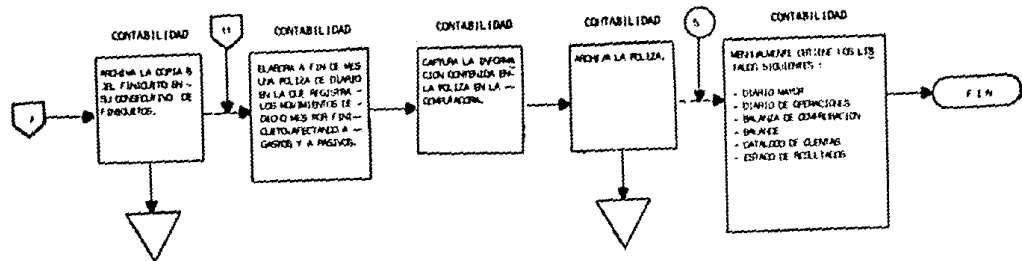 CONTABILIDAD
ARCHIVA LA COPIA B
DEL FINIQUITO EN -
SU CONSECUTIVO DE
FINIQUITOS.
11
CONTABILIDAD
ELABORA A FIN DE MES
UNA POLIZA DE DIARIO
EN LA QUE REGISTRA -
LOS MOVIMIENTOS DE -
DICHO MES POR FINI-
QUITO, AFECTANDO A -
GASTOS Y A PASIVOS.
CONTABILIDAD
CAPTURA LA INFORMA
CION CONTENIDA EN -
LA POLIZA EN LA -
COMPUTADORA.
CONTABILIDAD
ARCHIVA LA POLIZA.
5
CONTABILIDAD
MENSUALMENTE OBTIENE LOS LIS
TADOS SIGUIENTES :
- DIARIO MAYOR
- DIARIO DE OPERACIONES
- BALANZA DE COMPROBACION
- BALANCE
- CATALOGO DE CUENTAS
- ESTADO DE RESULTADOS
FIN